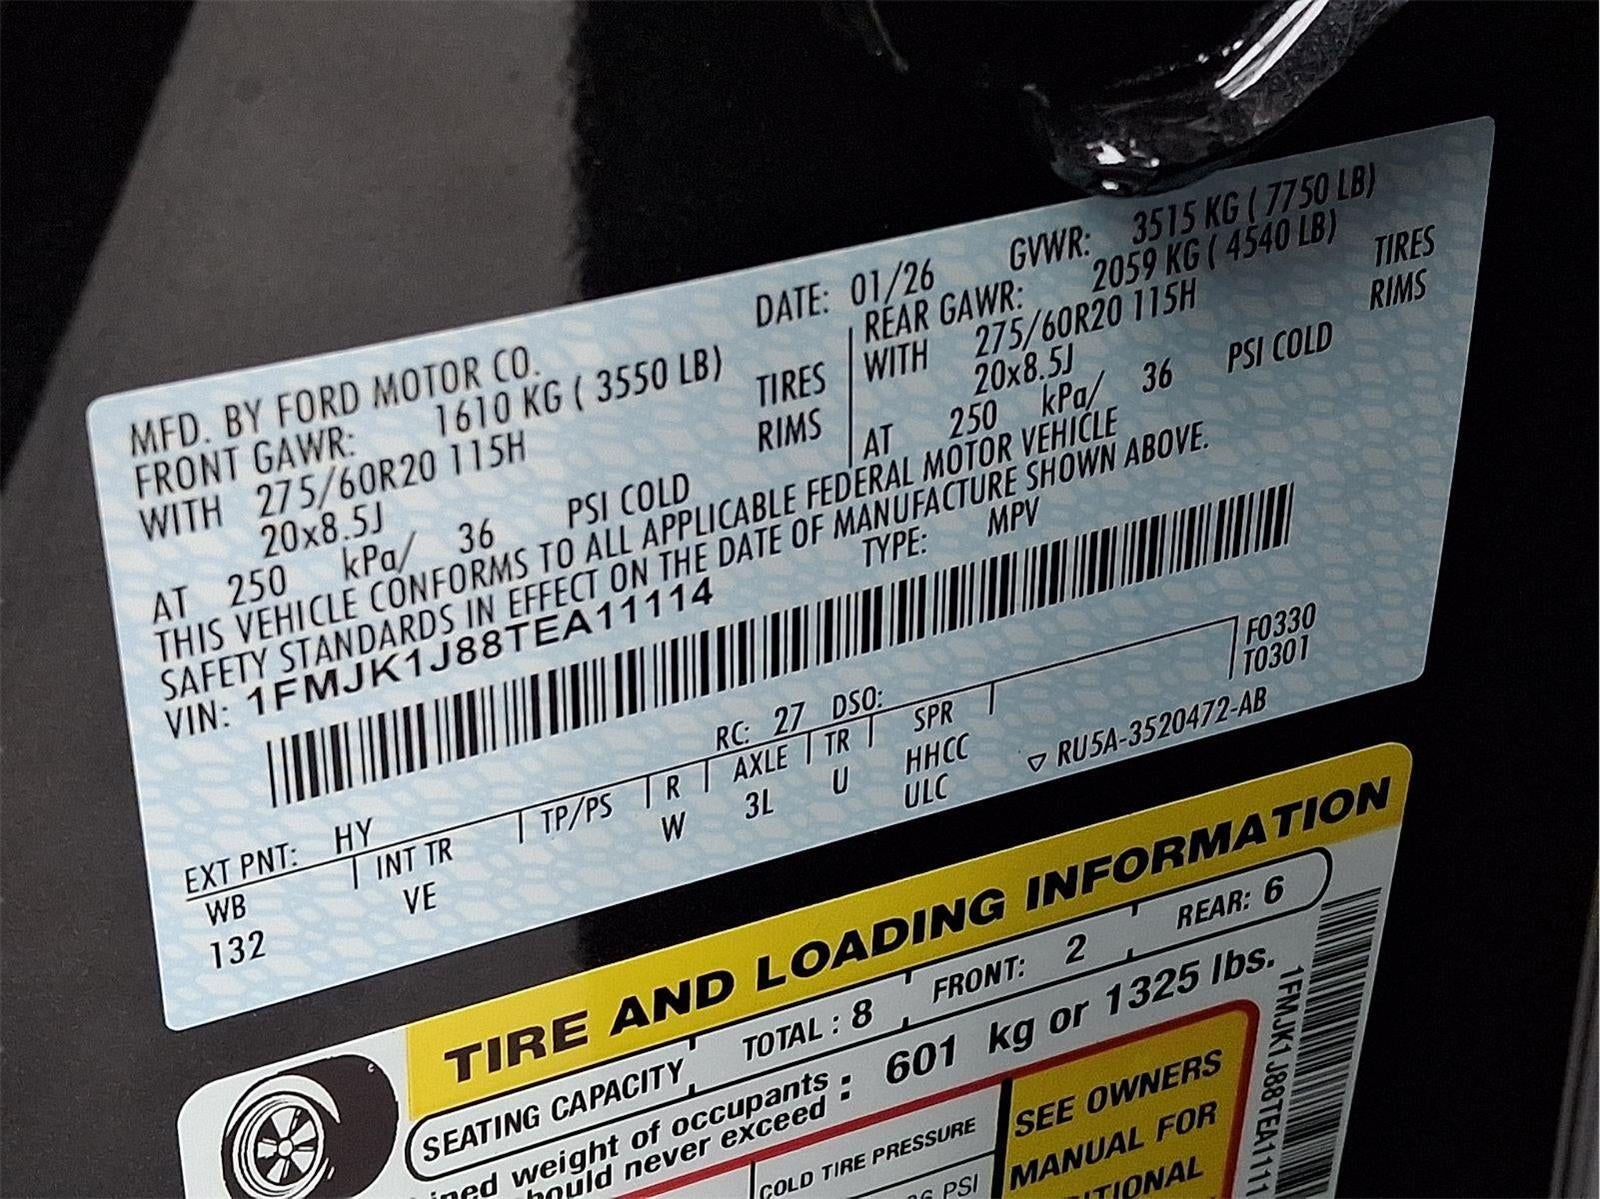 MFD. BY FORD MOTOR CO.
DATE: 01/26
GVWR: 3515 KG ( 7750 LB)
FRONT GAWR: 1610 KG ( 3550 LB)
REAR GAWR: 2059 KG ( 4540 LB)
WITH 275/60R20 115H TIRES
WITH 275/60R20 115H TIRES
20x8.5J RIMS
20x8.5J RIMS
AT 250 kPa/ 36 PSI COLD
AT 250 kPa/ 36 PSI COLD
THIS VEHICLE CONFORMS TO ALL APPLICABLE FEDERAL MOTOR VEHICLE
SAFETY STANDARDS IN EFFECT ON THE DATE OF MANUFACTURE SHOWN ABOVE.
VIN: 1FMJK1J88TEA11114
TYPE: MPV
F0330
T0301
EXT PNT: HY RC: 27 DSO:
WB INT TR TP/PS R AXLE TR SPR
132 VE W 3L U HHCC
ULC
▽ RU5A-3520472-AB
TIRE AND LOADING INFORMATION
SEATING CAPACITY TOTAL : 8 FRONT: 2 REAR: 6
weight of occupants : 601 kg or 1325 lbs.
never exceed :
COLD TIRE PRESSURE
SEE OWNERS
MANUAL FOR
PSI